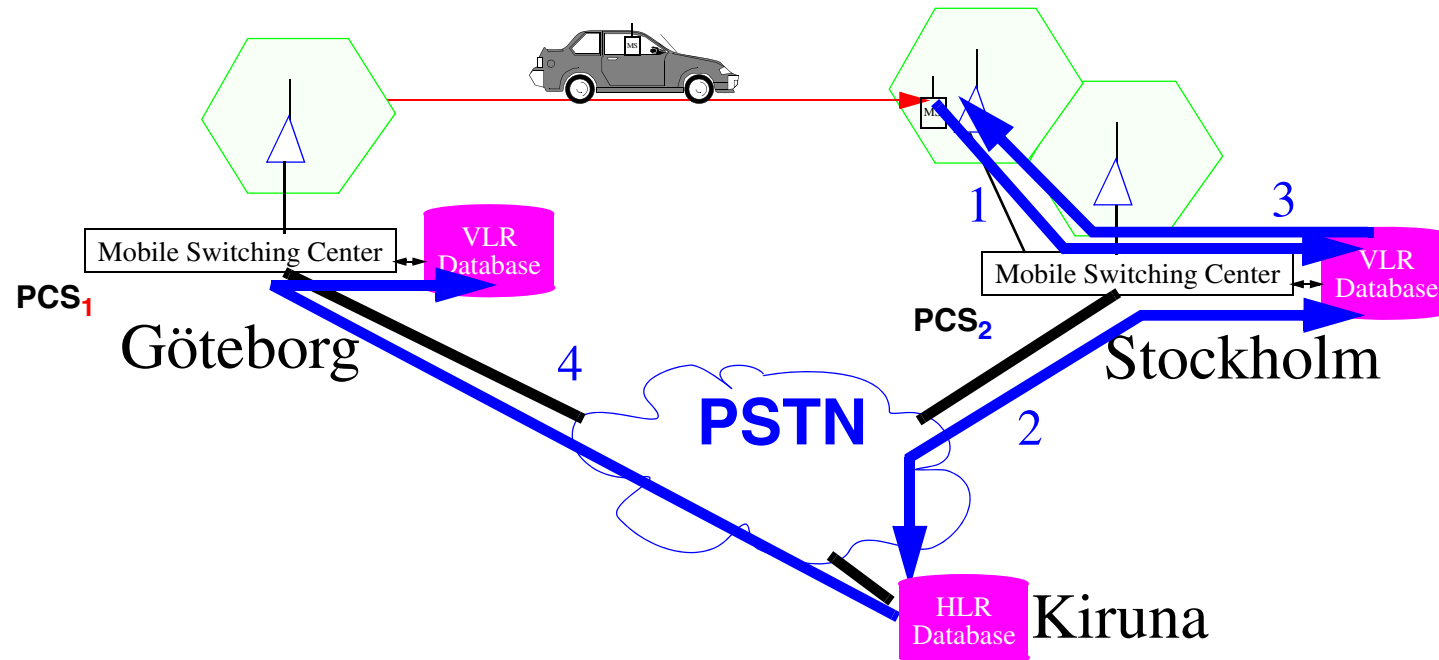 MS
MS
1
3
Mobile Switching Center
VLR
Database
Mobile Switching Center
VLR
Database
PCS1
PCS2
Göteborg
Stockholm
4
PSTN
2
HLR
Database
Kiruna